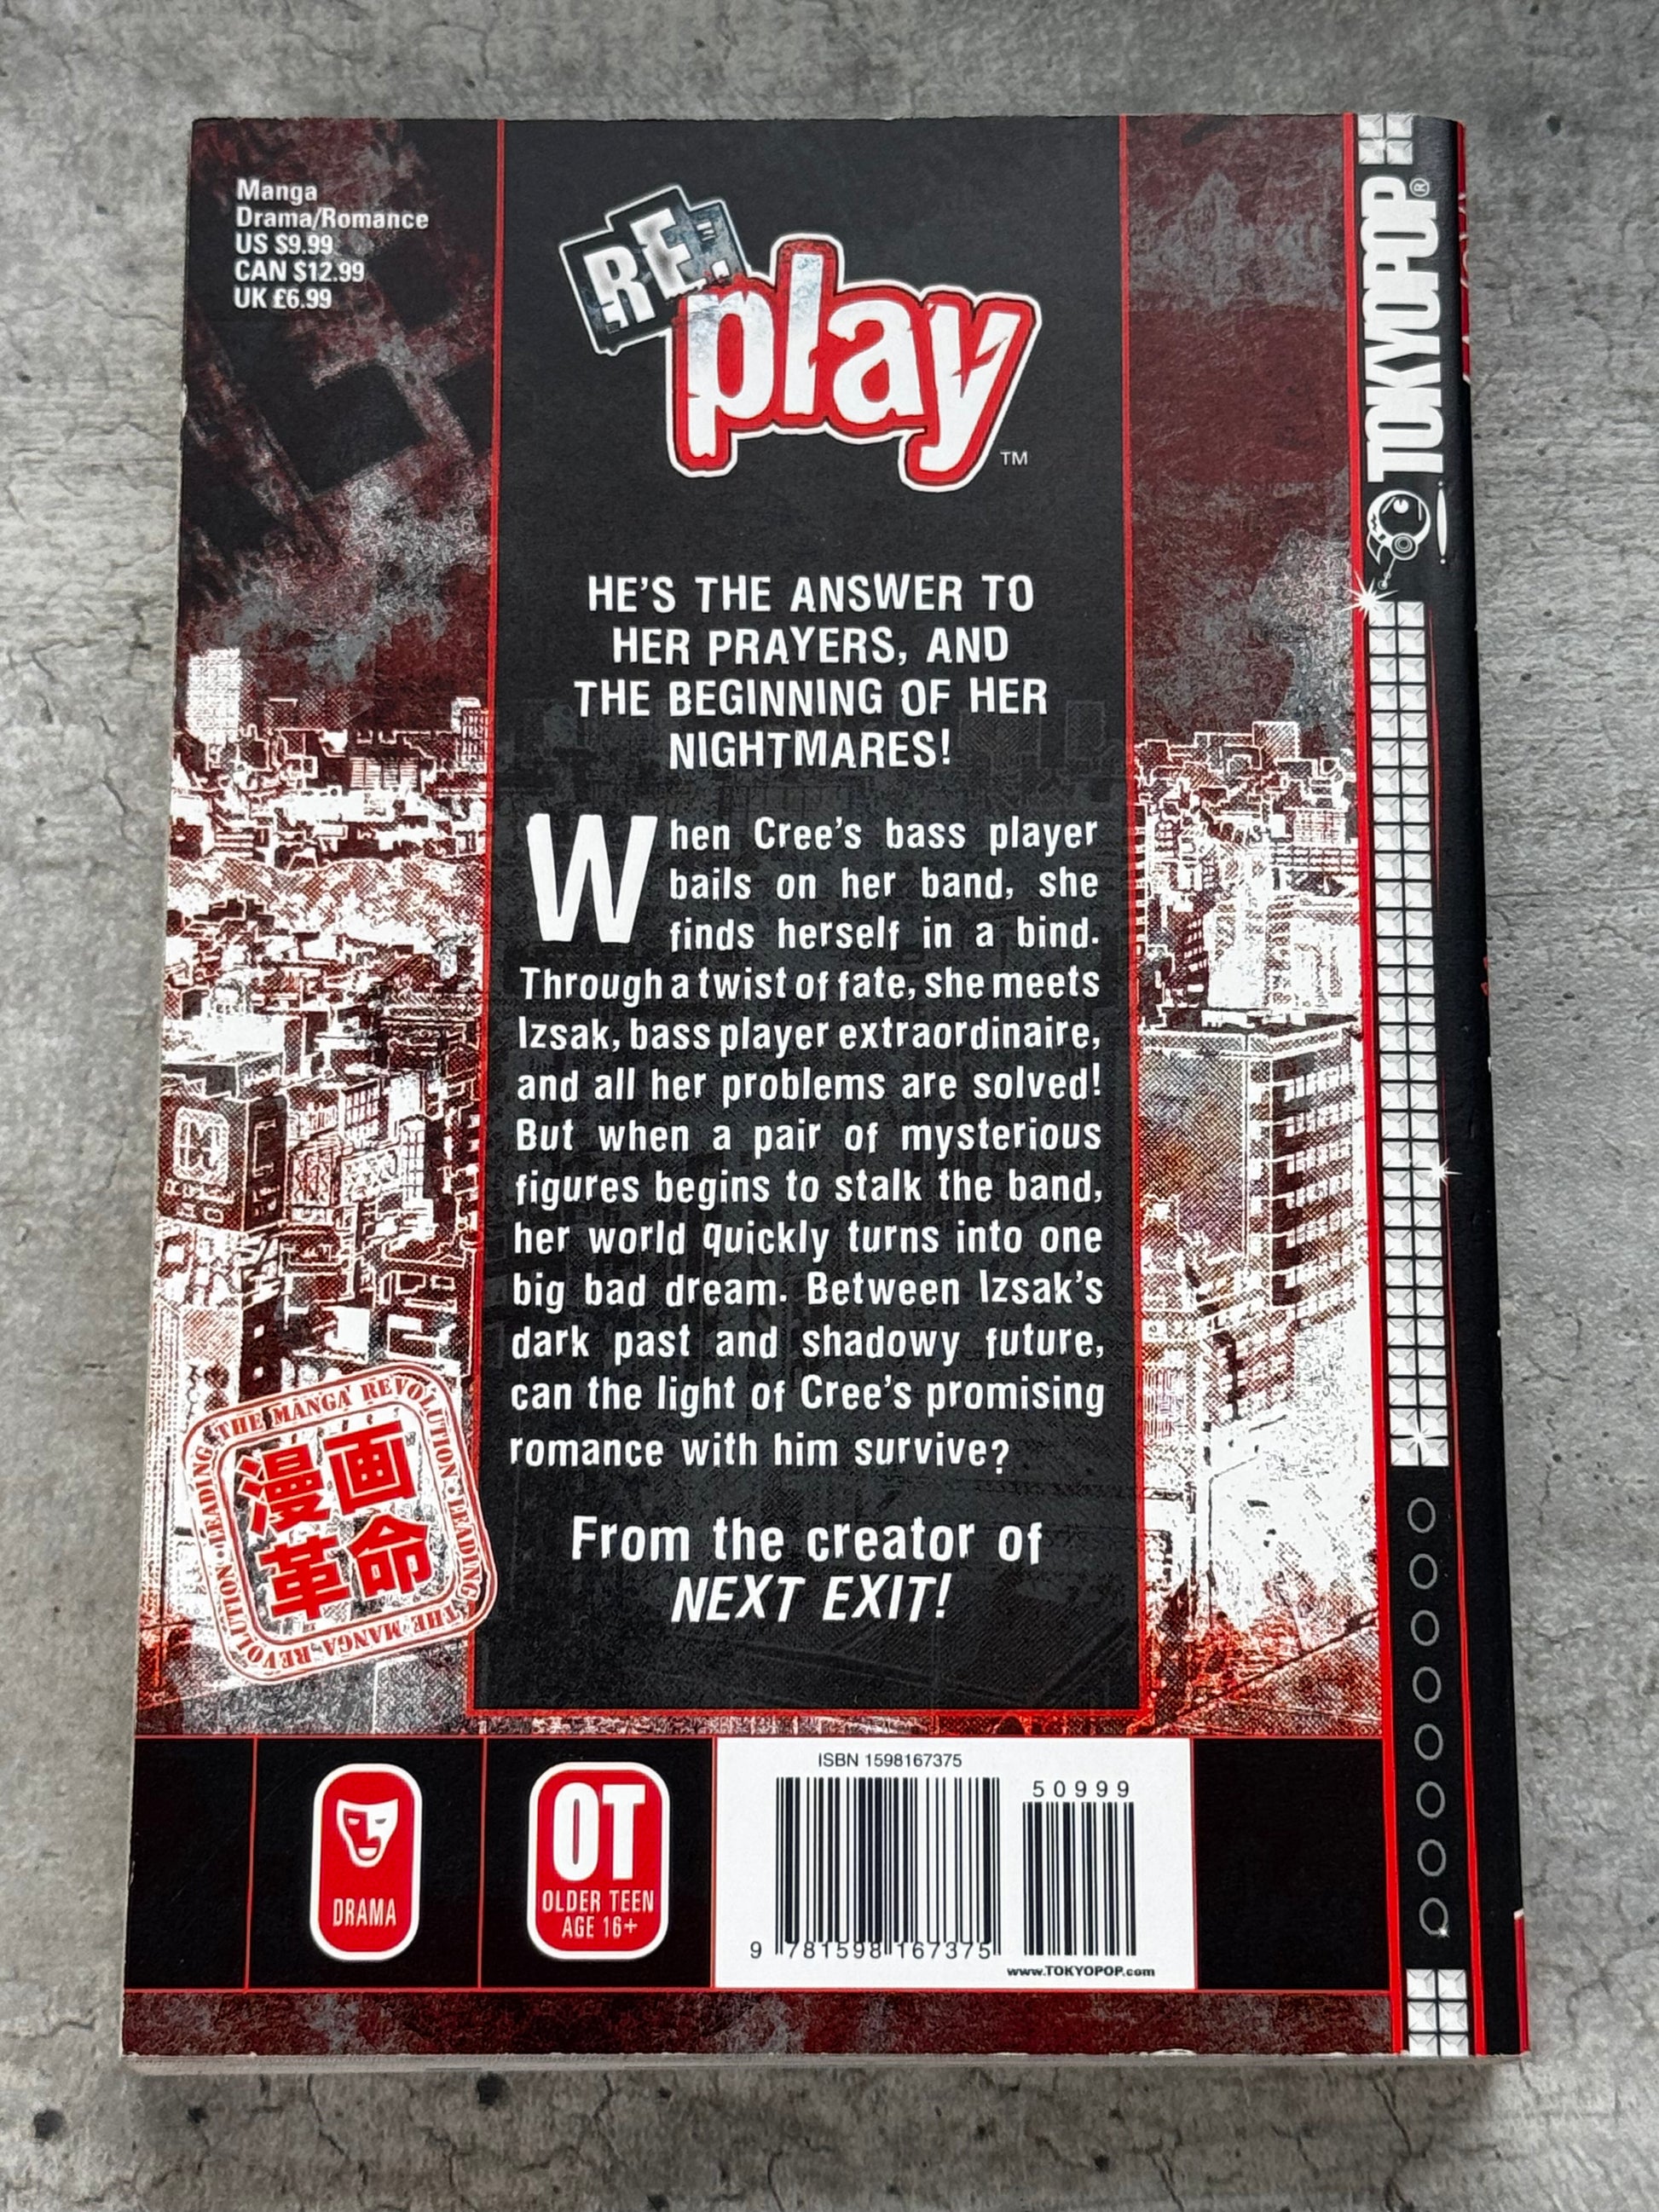 Manga
Drama/Romance
US $9.99
CAN $12.99
UK £6.99
RE:
play
TM
HE'S THE ANSWER TO
HER PRAYERS, AND
THE BEGINNING OF HER
NIGHTMARES!
When Cree's bass player
bails on her band, she
finds herself in a bind.
Through a twist of fate, she meets
Izsak, bass player extraordinaire,
and all her problems are solved!
But when a pair of mysterious
figures begins to stalk the band,
her world quickly turns into one
big bad dream. Between Izsak's
dark past and shadowy future,
can the light of Cree's promising
romance with him survive?
From the creator of
NEXT EXIT!
LEADING THE MANGA REVOLUTION · LEADING THE MANGA REVOLUTION ·
漫画
革命
DRAMA
OT
OLDER TEEN
AGE 16+
ISBN 1598167375
50999
9 781598 167375
www.TOKYOPOP.com
TOKYOPOP®